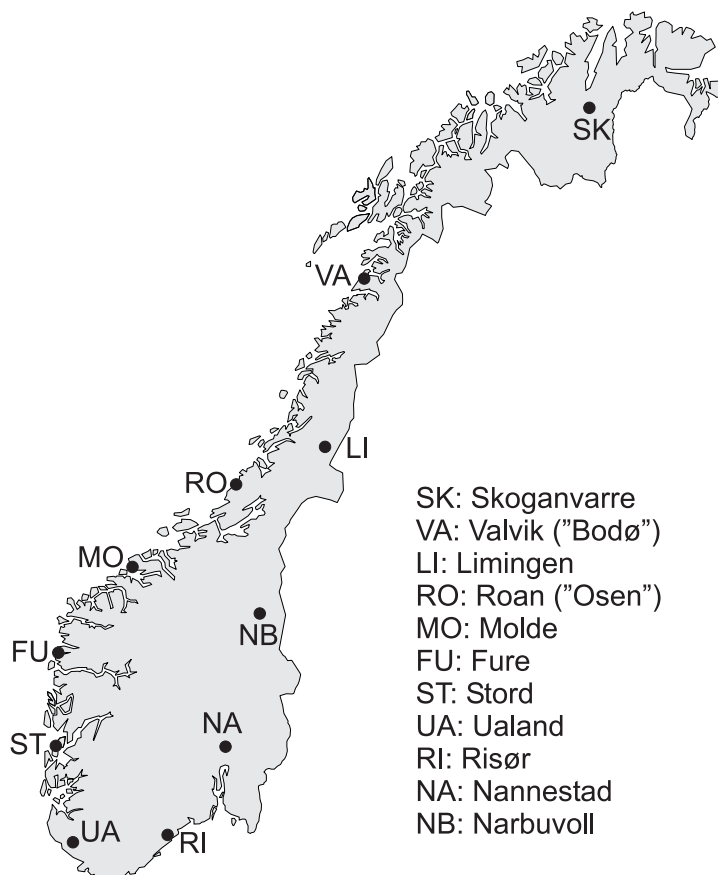 SK
VA
LI
RO
MO
NB
FU
NA
ST
UA
RI
SK: Skoganvarre
VA: Valvik (”Bodø”)
LI: Limingen
RO: Roan (”Osen”)
MO: Molde
FU: Fure
ST: Stord
UA: Ualand
RI: Risør
NA: Nannestad
NB: Narbuvoll